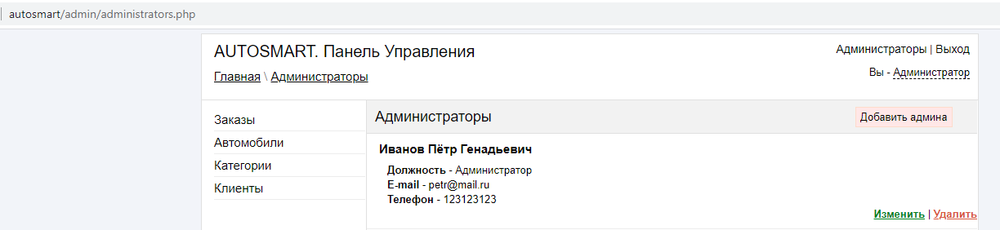 autosmart/admin/administrators.php
AUTOSMART. Панель Управления
Администраторы | Выход
Главная \ Администраторы
Вы - Администратор
Заказы
Автомобили
Категории
Клиенты
Администраторы
Добавить админа
Иванов Пётр Генадьевич
Должность - Администратор
E-mail - petr@mail.ru
Телефон - 123123123
Изменить | Удалить